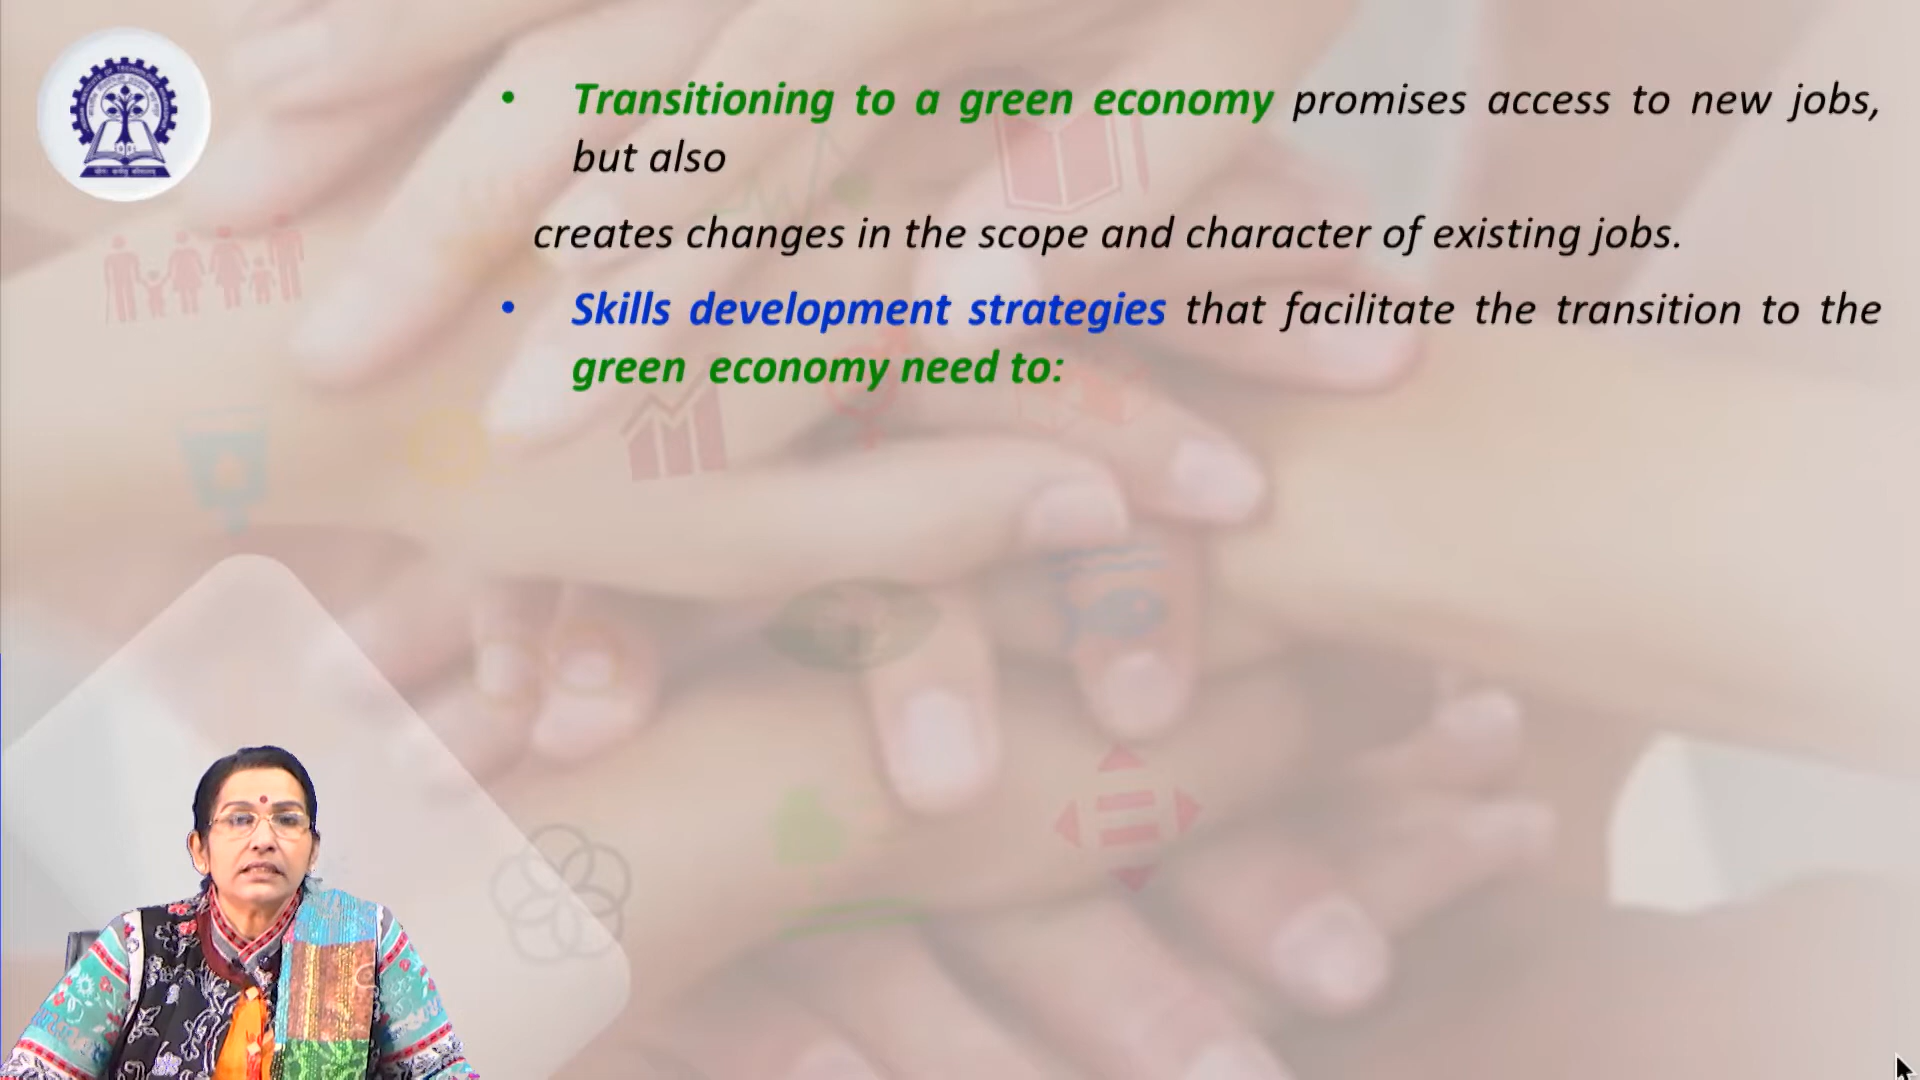 • Transitioning to a green economy promises access to new jobs,
but also
creates changes in the scope and character of existing jobs.
• Skills development strategies that facilitate the transition to the
green economy need to: